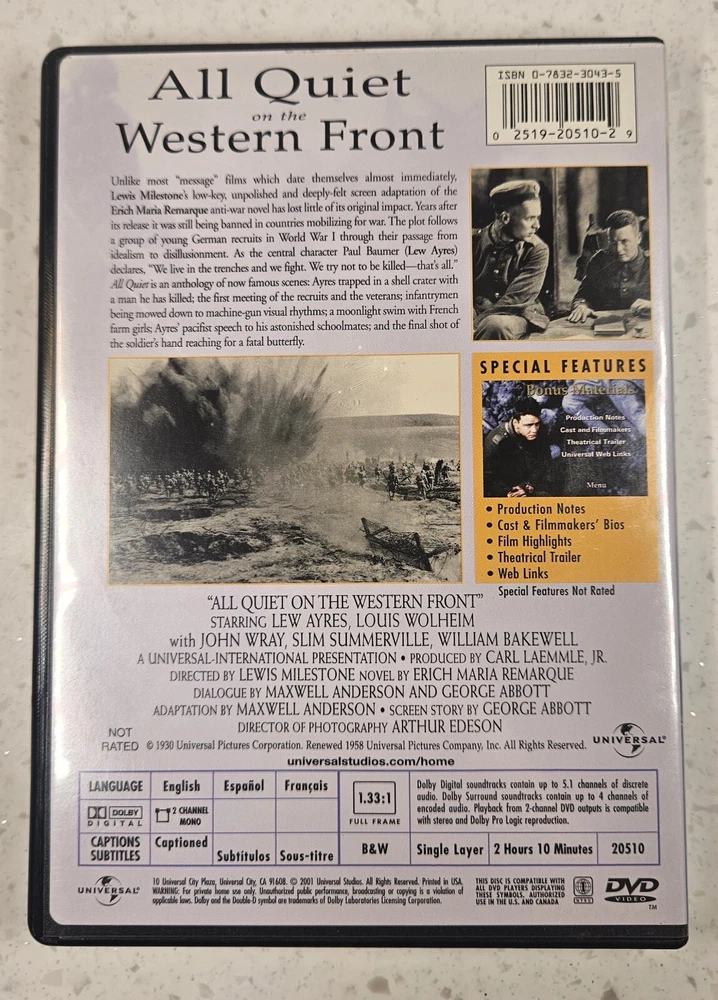 All Quiet
on the
Western Front
ISBN 0-7832-3043-5
0 2519-20510-2 9
Unlike most "message" films which date themselves almost immediately,
Lewis Milestone's low-key, unpolished and deeply-felt screen adaptation of the
Erich Maria Remarque anti-war novel has lost little of its original impact. Years after
its release it was still being banned in countries mobilizing for war. The plot follows
a group of young German recruits in World War I through their passage from
idealism to disillusionment. As the central character Paul Baumer (Lew Ayres)
declares, "We live in the trenches and we fight. We try not to be killed—that's all."
All Quiet is an anthology of now famous scenes: Ayres trapped in a shell crater with
a man he has killed; the first meeting of the recruits and the veterans; infantrymen
being mowed down to machine-gun visual rhythms; a moonlight swim with French
farm girls; Ayres' pacifist speech to his astonished schoolmates; and the final shot of
the soldier's hand reaching for a fatal butterfly.
SPECIAL FEATURES
Bonus Materials
Production Notes
Cast and Filmmakers
Theatrical Trailer
Universal Web Links
Menu
• Production Notes
• Cast & Filmmakers' Bios
• Film Highlights
• Theatrical Trailer
• Web Links
Special Features Not Rated
"ALL QUIET ON THE WESTERN FRONT"
STARRING LEW AYRES, LOUIS WOLHEIM
with JOHN WRAY, SLIM SUMMERVILLE, WILLIAM BAKEWELL
A UNIVERSAL-INTERNATIONAL PRESENTATION • PRODUCED BY CARL LAEMMLE, JR.
DIRECTED BY LEWIS MILESTONE NOVEL BY ERICH MARIA REMARQUE
DIALOGUE BY MAXWELL ANDERSON AND GEORGE ABBOTT
ADAPTATION BY MAXWELL ANDERSON • SCREEN STORY BY GEORGE ABBOTT
DIRECTOR OF PHOTOGRAPHY ARTHUR EDESON
NOT
RATED
© 1930 Universal Pictures Corporation. Renewed 1958 Universal Pictures Company, Inc. All Rights Reserved.
UNIVERSAL
universalstudios.com/home
LANGUAGE English Español Français
DOLBY
DIGITAL
2 CHANNEL
MONO
1.33:1
FULL FRAME
Dolby Digital soundtracks contain up to 5.1 channels of discrete
audio. Dolby Surround soundtracks contain up to 4 channels of
encoded audio. Playback from 2-channel DVD outputs is compatible
with stereo and Dolby Pro Logic reproduction.
CAPTIONS
SUBTITLES
Captioned
Subtítulos Sous-titre
B&W Single Layer 2 Hours 10 Minutes 20510
UNIVERSAL
10 Universal City Plaza, Universal City, CA 91608. © 2001 Universal Studios. All Rights Reserved. Printed in USA.
WARNING: For private home use only. Unauthorized public performance, broadcasting or copying is a violation of
applicable laws. Dolby and the Double-D symbol are trademarks of Dolby Laboratories Licensing Corporation.
THIS DISC IS COMPATIBLE WITH
ALL DVD PLAYERS DISPLAYING
THESE SYMBOLS. AUTHORIZED
USE IN THE U.S. AND CANADA
1
NTSC
DVD
VIDEO
TM